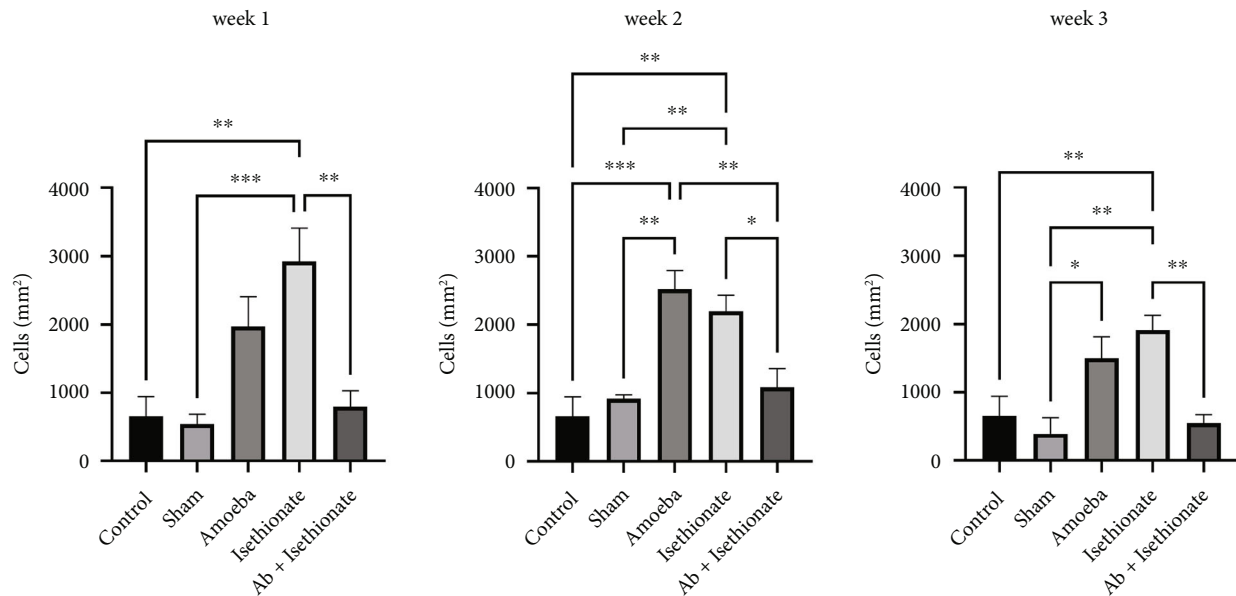 week 1
**
***
**
4000
3000
2000
1000
0
Cells (mm²)
Control
Sham
Amoeba
Isethionate
Ab + Isethionate
week 2
**
**
***
**
**
*
4000
3000
2000
1000
0
Cells (mm²)
Control
Sham
Amoeba
Isethionate
Ab + Isethionate
week 3
**
**
*
**
4000
3000
2000
1000
0
Cells (mm²)
Control
Sham
Amoeba
Isethionate
Ab + Isethionate